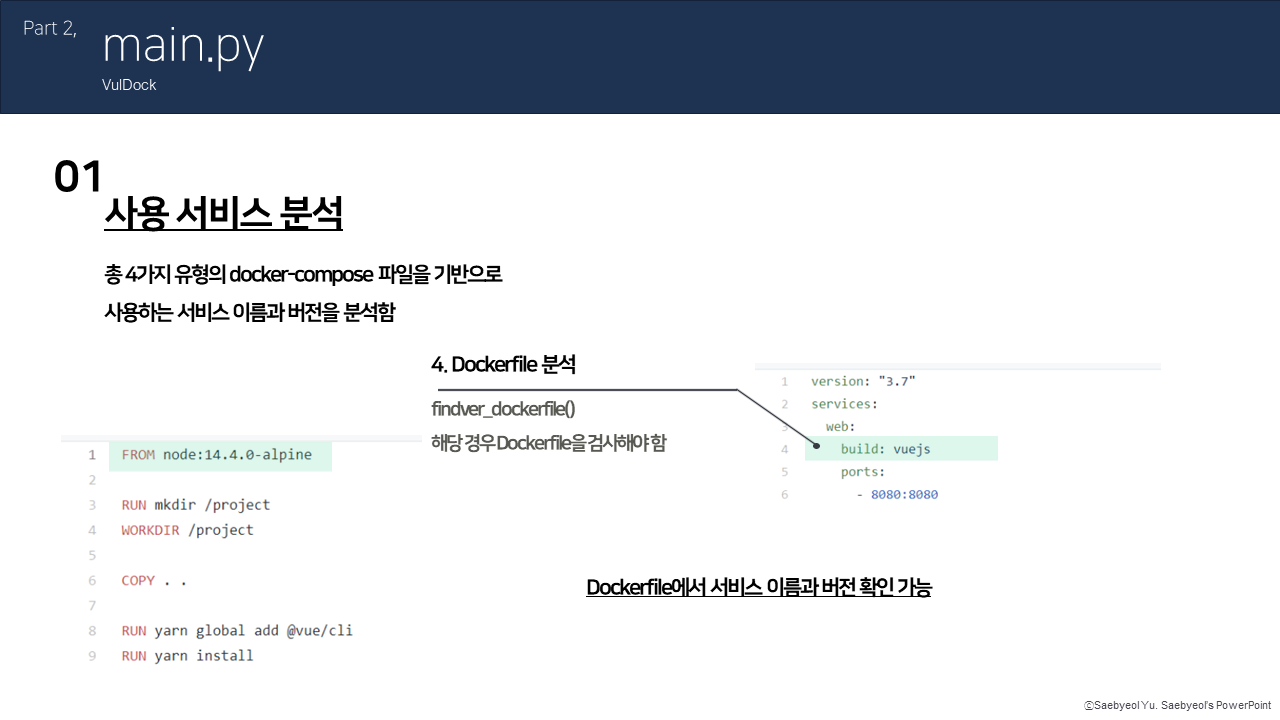 Part 2,
main.py
VulDock
01
사용 서비스 분석
총 4가지 유형의 docker-compose 파일을 기반으로
사용하는 서비스 이름과 버전을 분석함
4. Dockerfile 분석
findver_dockerfile()
해당 경우 Dockerfile을 검사해야 함
1 FROM node:14.4.0-alpine
2
3 RUN mkdir /project
4 WORKDIR /project
5
6 COPY . .
7
8 RUN yarn global add @vue/cli
9 RUN yarn install
1 version: "3.7"
2 services:
3 web:
4 build: vuejs
5 ports:
6 - 8080:8080
Dockerfile에서 서비스 이름과 버전 확인 가능
ⓒSaebyeol Yu. Saebyeol's PowerPoint